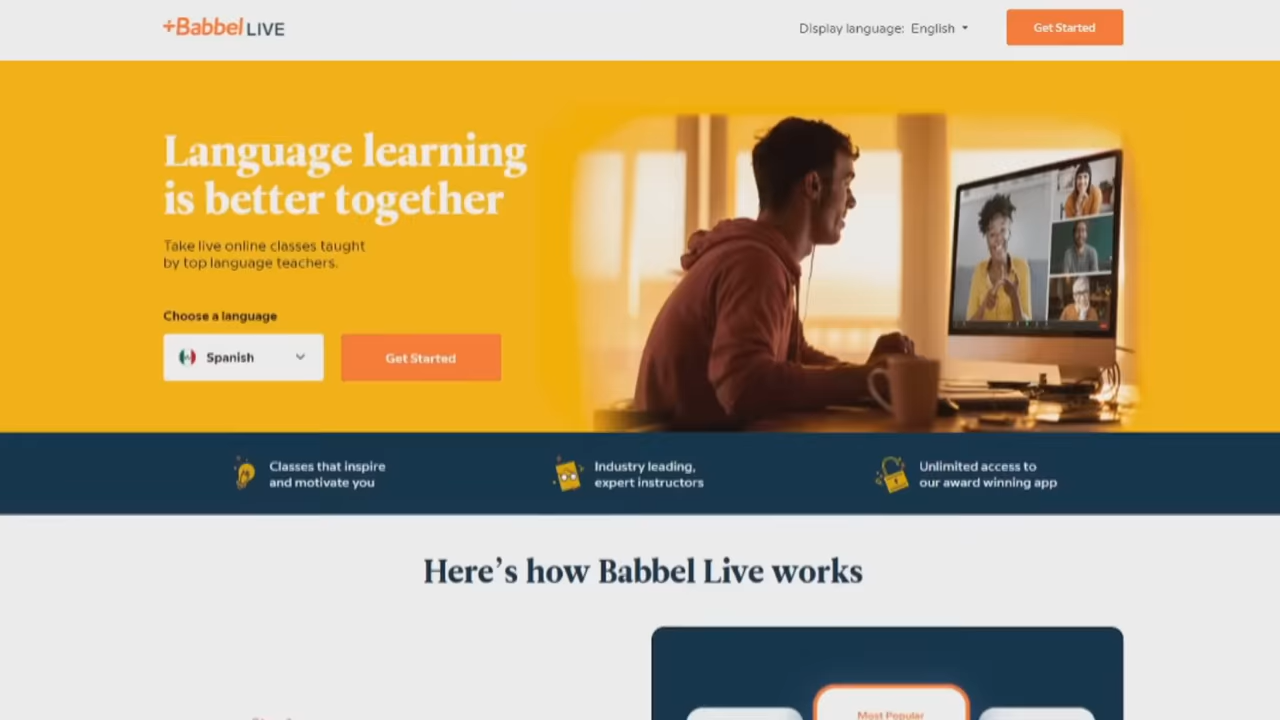 +Babbel LIVE
Display language: English
Get Started
Language learning
is better together
Take live online classes taught
by top language teachers.
Choose a language
Spanish
Get Started
Classes that inspire
and motivate you
Industry leading,
expert instructors
Unlimited access to
our award winning app
Here's how Babbel Live works
Most Popular